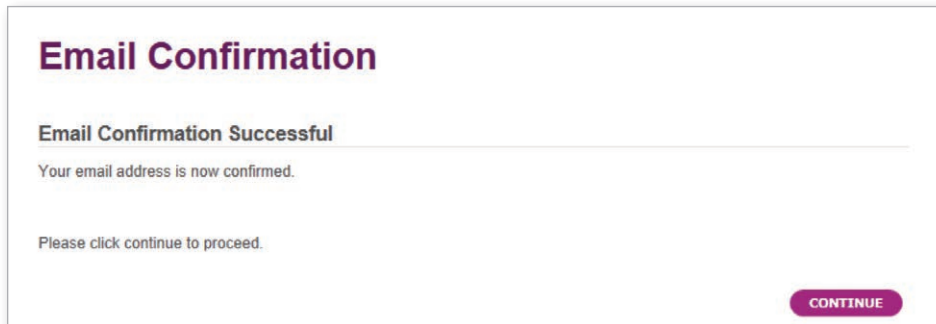 Email Confirmation
Email Confirmation Successful
Your email address is now confirmed.
Please click continue to proceed.
CONTINUE